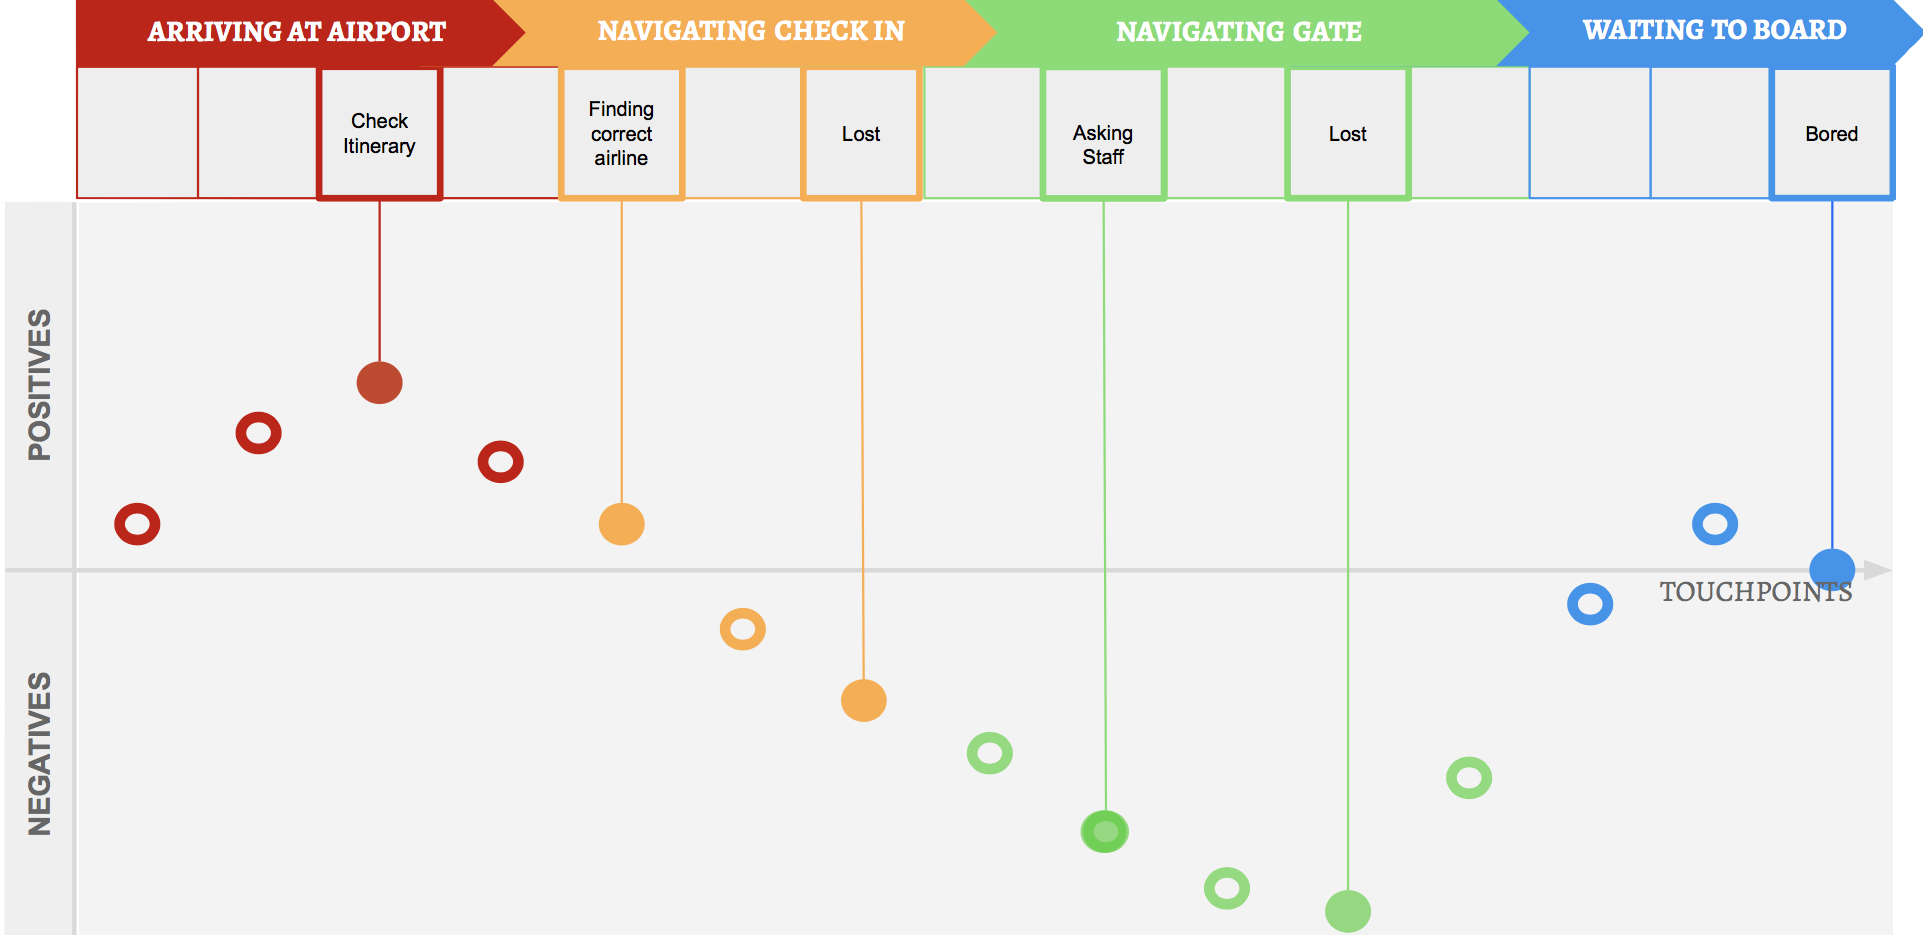 ARRIVING AT AIRPORT
NAVIGATING CHECK IN
NAVIGATING GATE
WAITING TO BOARD
Check
Itinerary
Finding
correct
airline
Lost
Asking
Staff
Lost
Bored
POSITIVES
TOUCHPOINTS
NEGATIVES